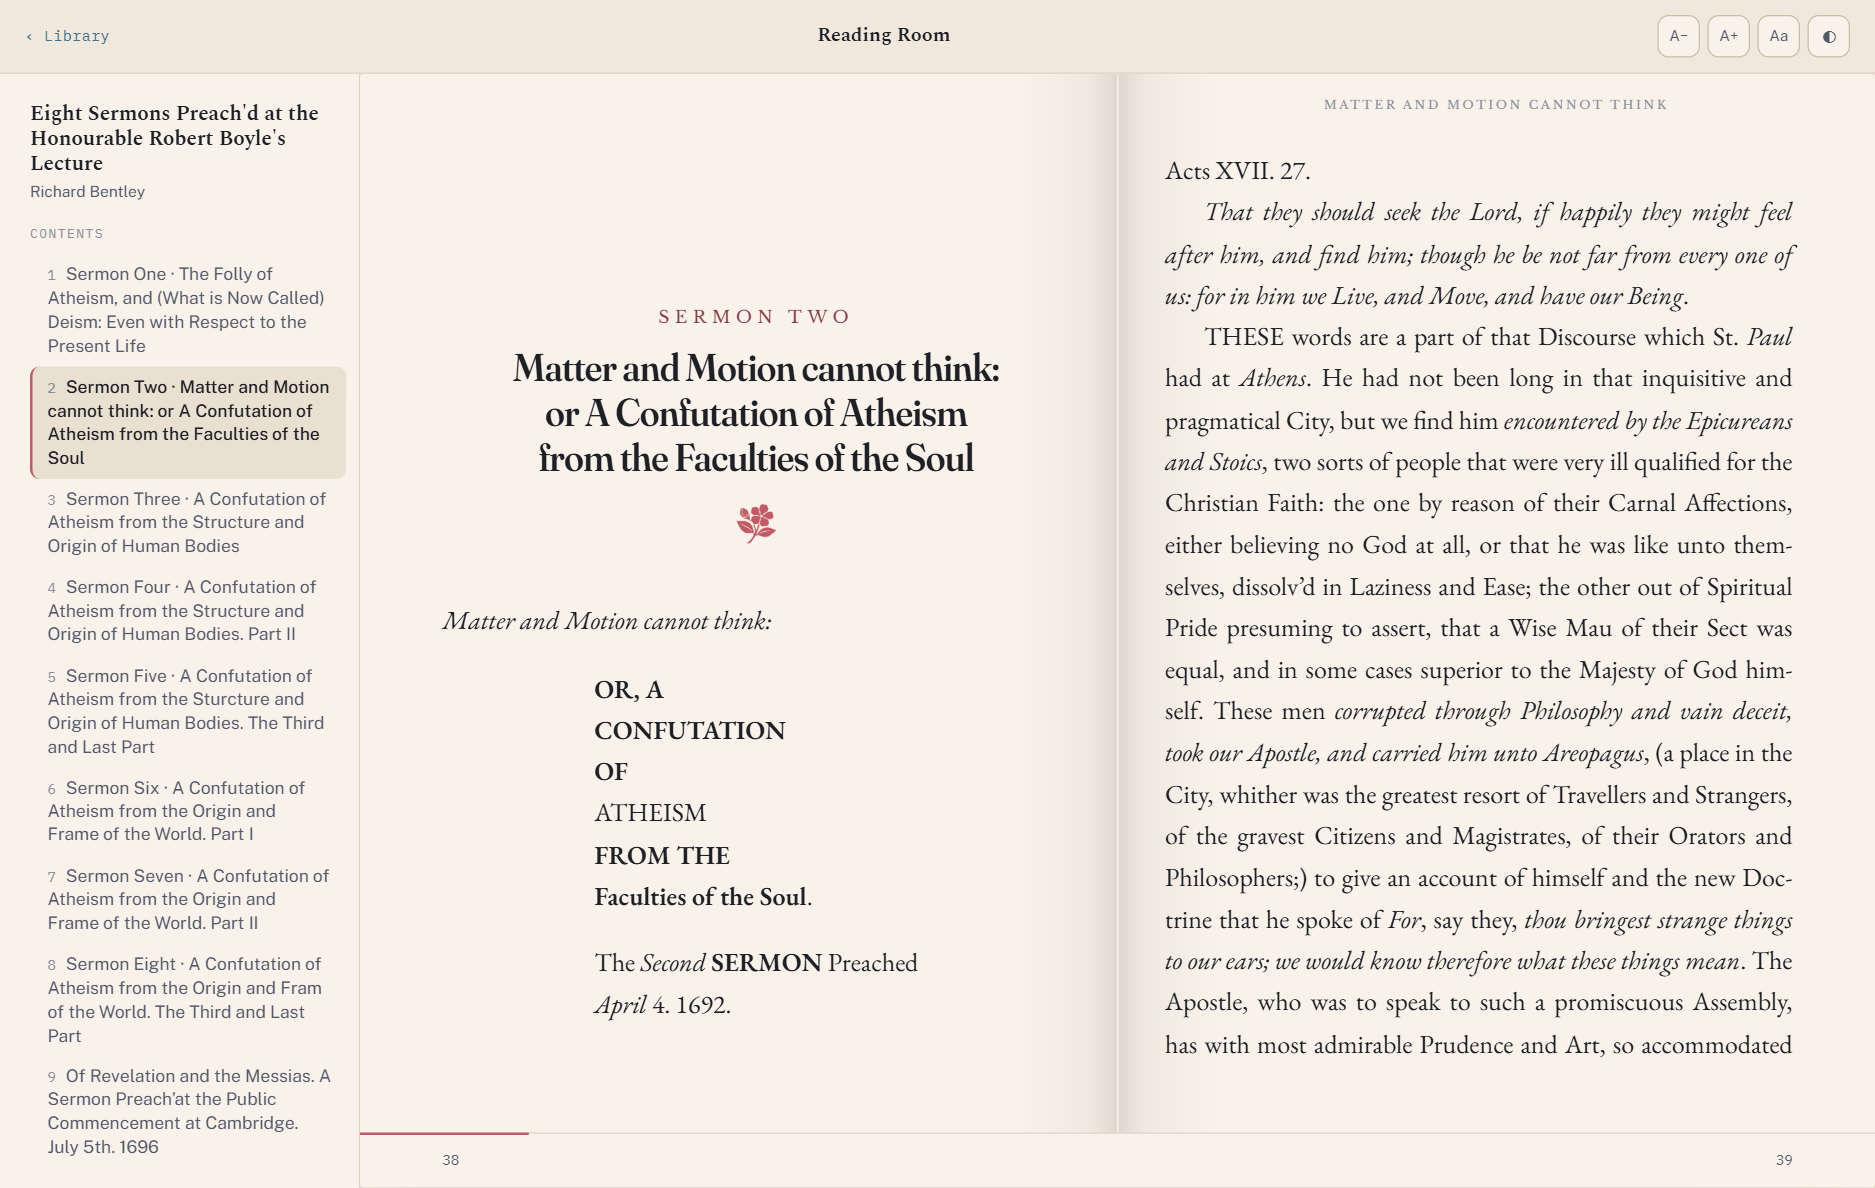 ‹ Library
Reading Room
A−
A+
Aa
Eight Sermons Preach'd at the
Honourable Robert Boyle's
Lecture
Richard Bentley
CONTENTS
1 Sermon One · The Folly of
Atheism, and (What is Now Called)
Deism: Even with Respect to the
Present Life
2 Sermon Two · Matter and Motion
cannot think: or A Confutation of
Atheism from the Faculties of the
Soul
3 Sermon Three · A Confutation of
Atheism from the Structure and
Origin of Human Bodies
4 Sermon Four · A Confutation of
Atheism from the Structure and
Origin of Human Bodies. Part II
5 Sermon Five · A Confutation of
Atheism from the Sturcture and
Origin of Human Bodies. The Third
and Last Part
6 Sermon Six · A Confutation of
Atheism from the Origin and
Frame of the World. Part I
7 Sermon Seven · A Confutation of
Atheism from the Origin and
Frame of the World. Part II
8 Sermon Eight · A Confutation of
Atheism from the Origin and Fram
of the World. The Third and Last
Part
9 Of Revelation and the Messias. A
Sermon Preach’at the Public
Commencement at Cambridge.
July 5th. 1696
SERMON TWO
Matter and Motion cannot think:
or A Confutation of Atheism
from the Faculties of the Soul
Matter and Motion cannot think:
OR, A
CONFUTATION
OF
ATHEISM
FROM THE
Faculties of the Soul.
The Second SERMON Preached
April 4. 1692.
38
MATTER AND MOTION CANNOT THINK
Acts XVII. 27.
That they should seek the Lord, if happily they might feel
after him, and find him; though he be not far from every one of
us: for in him we Live, and Move, and have our Being.
THESE words are a part of that Discourse which St. Paul
had at Athens. He had not been long in that inquisitive and
pragmatical City, but we find him encountered by the Epicureans
and Stoics, two sorts of people that were very ill qualified for the
Christian Faith: the one by reason of their Carnal Affections,
either believing no God at all, or that he was like unto them-
selves, dissolv’d in Laziness and Ease; the other out of Spiritual
Pride presuming to assert, that a Wise Mau of their Sect was
equal, and in some cases superior to the Majesty of God him-
self. These men corrupted through Philosophy and vain deceit,
took our Apostle, and carried him unto Areopagus, (a place in the
City, whither was the greatest resort of Travellers and Strangers,
of the gravest Citizens and Magistrates, of their Orators and
Philosophers;) to give an account of himself and the new Doc-
trine that he spoke of For, say they, thou bringest strange things
to our ears; we would know therefore what these things mean. The
Apostle, who was to speak to such a promiscuous Assembly,
has with most admirable Prudence and Art, so accommodated
39